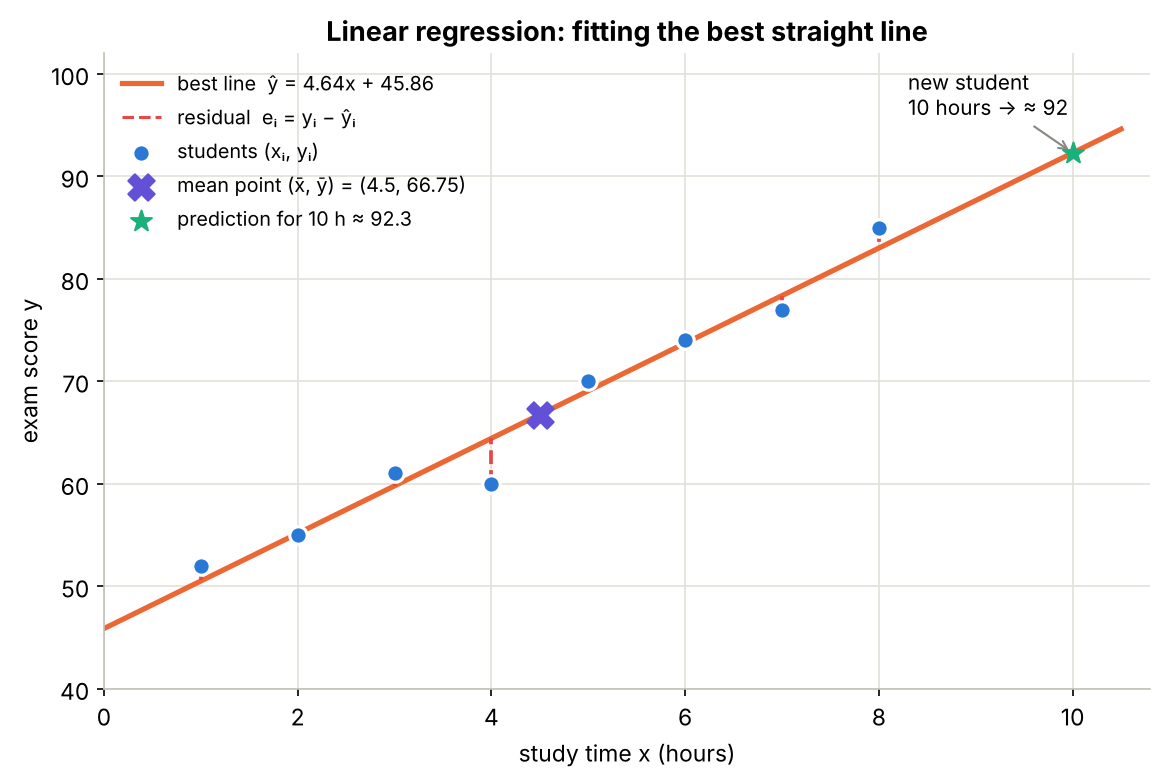 Linear regression: fitting the best straight line
best line ŷ = 4.64x + 45.86
residual eᵢ = yᵢ − ŷᵢ
students (xᵢ, yᵢ)
mean point (x̄, ȳ) = (4.5, 66.75)
prediction for 10 h ≈ 92.3
new student
10 hours → ≈ 92
exam score y
100
90
80
70
60
50
40
0 2 4 6 8 10
study time x (hours)